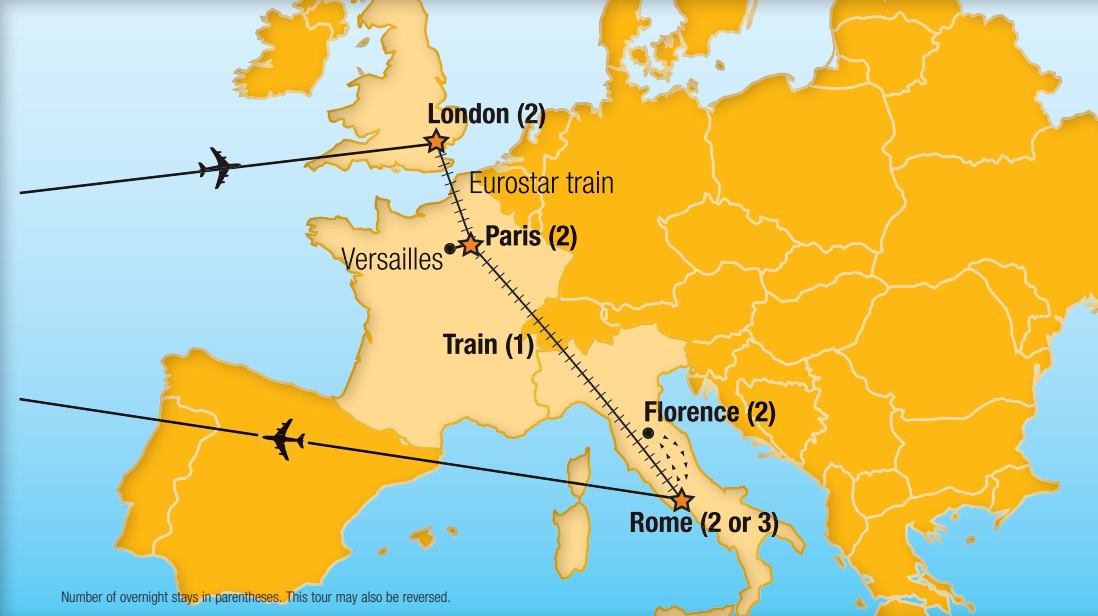 London (2)
Eurostar train
Paris (2)
Versailles
Train (1)
Florence (2)
Rome (2 or 3)
Number of overnight stays in parentheses. This tour may also be reversed.